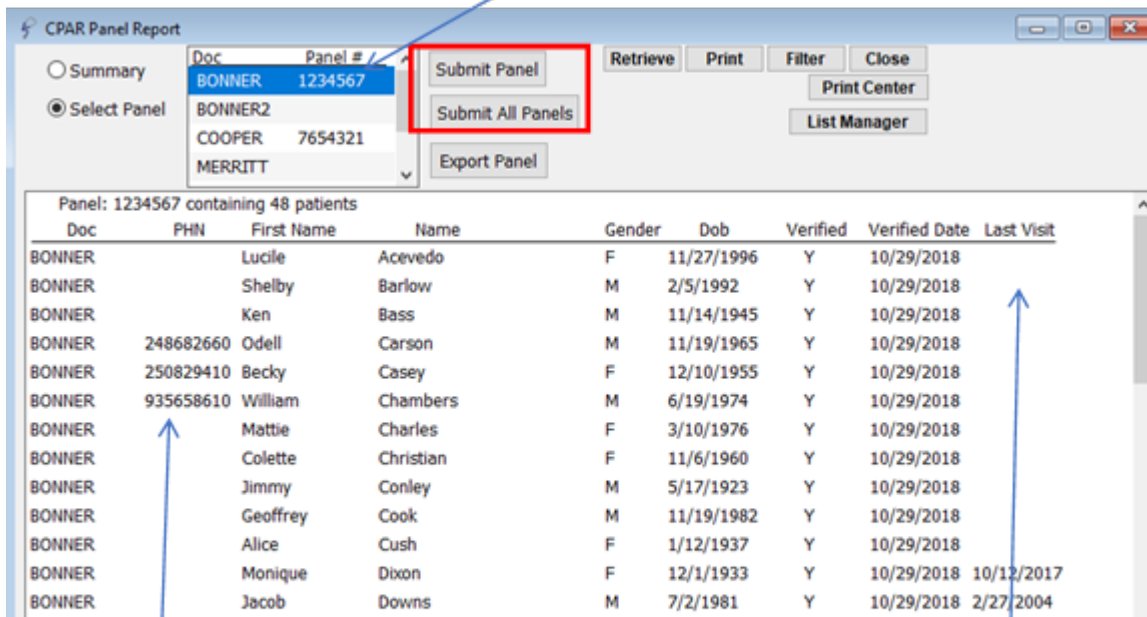 CPAR Panel Report
Summary
Select Panel
Doc Panel #
BONNER 1234567
BONNER2
COOPER 7654321
MERRITT
Submit Panel
Submit All Panels
Export Panel
Retrieve Print Filter Close
Print Center
List Manager
Panel: 1234567 containing 48 patients
Doc PHN First Name Name Gender Dob Verified Verified Date Last Visit
BONNER Lucile Acevedo F 11/27/1996 Y 10/29/2018
BONNER Shelby Barlow M 2/5/1992 Y 10/29/2018
BONNER Ken Bass M 11/14/1945 Y 10/29/2018
BONNER 248682660 Odell Carson M 11/19/1965 Y 10/29/2018
BONNER 250829410 Becky Casey F 12/10/1955 Y 10/29/2018
BONNER 935658610 William Chambers M 6/19/1974 Y 10/29/2018
BONNER Mattie Charles F 3/10/1976 Y 10/29/2018
BONNER Colette Christian F 11/6/1960 Y 10/29/2018
BONNER Jimmy Conley M 5/17/1923 Y 10/29/2018
BONNER Geoffrey Cook M 11/19/1982 Y 10/29/2018
BONNER Alice Cush F 1/12/1937 Y 10/29/2018
BONNER Monique Dixon F 12/1/1933 Y 10/29/2018 10/12/2017
BONNER Jacob Downs M 7/2/1981 Y 10/29/2018 2/27/2004